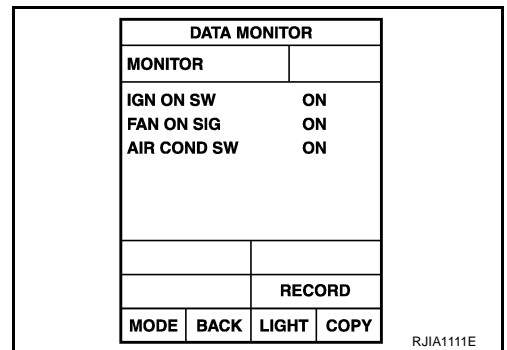 DATA MONITOR
MONITOR
IGN ON SW ON
FAN ON SIG ON
AIR COND SW ON
RECORD
MODE BACK LIGHT COPY
RJIA1111E